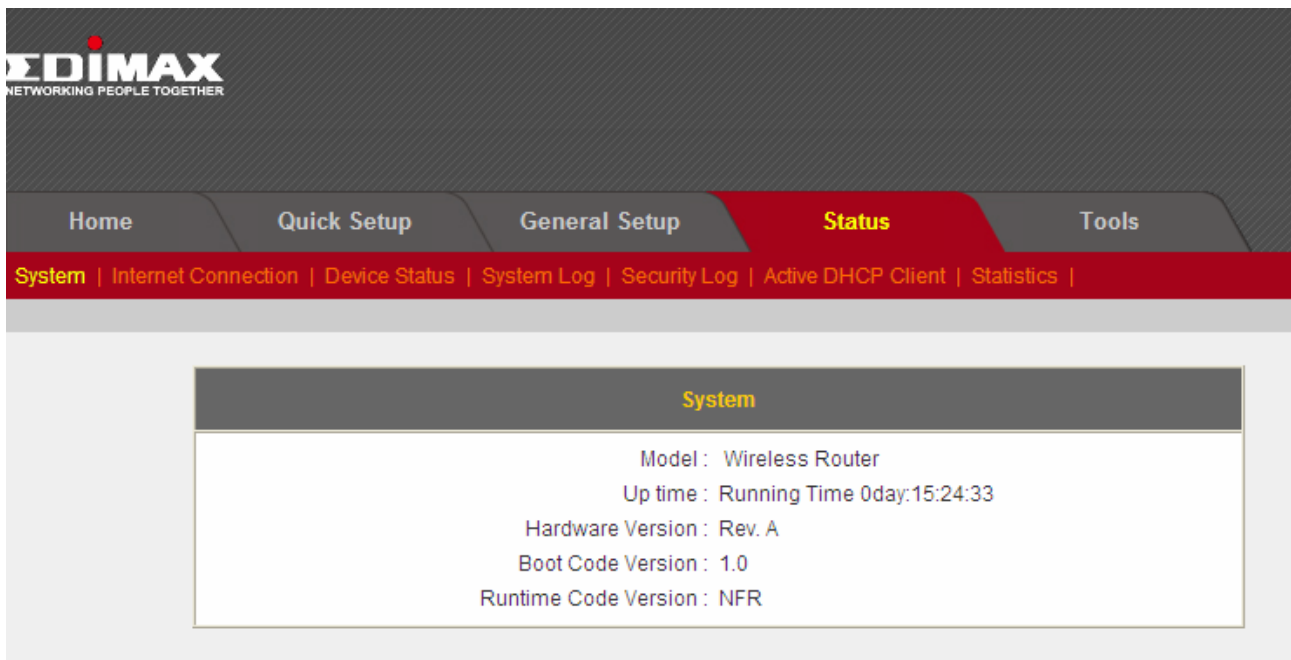 EDIMAX
NETWORKING PEOPLE TOGETHER
Home Quick Setup General Setup Status Tools
System | Internet Connection | Device Status | System Log | Security Log | Active DHCP Client | Statistics |
System
Model : Wireless Router
Up time : Running Time 0day:15:24:33
Hardware Version : Rev. A
Boot Code Version : 1.0
Runtime Code Version : NFR